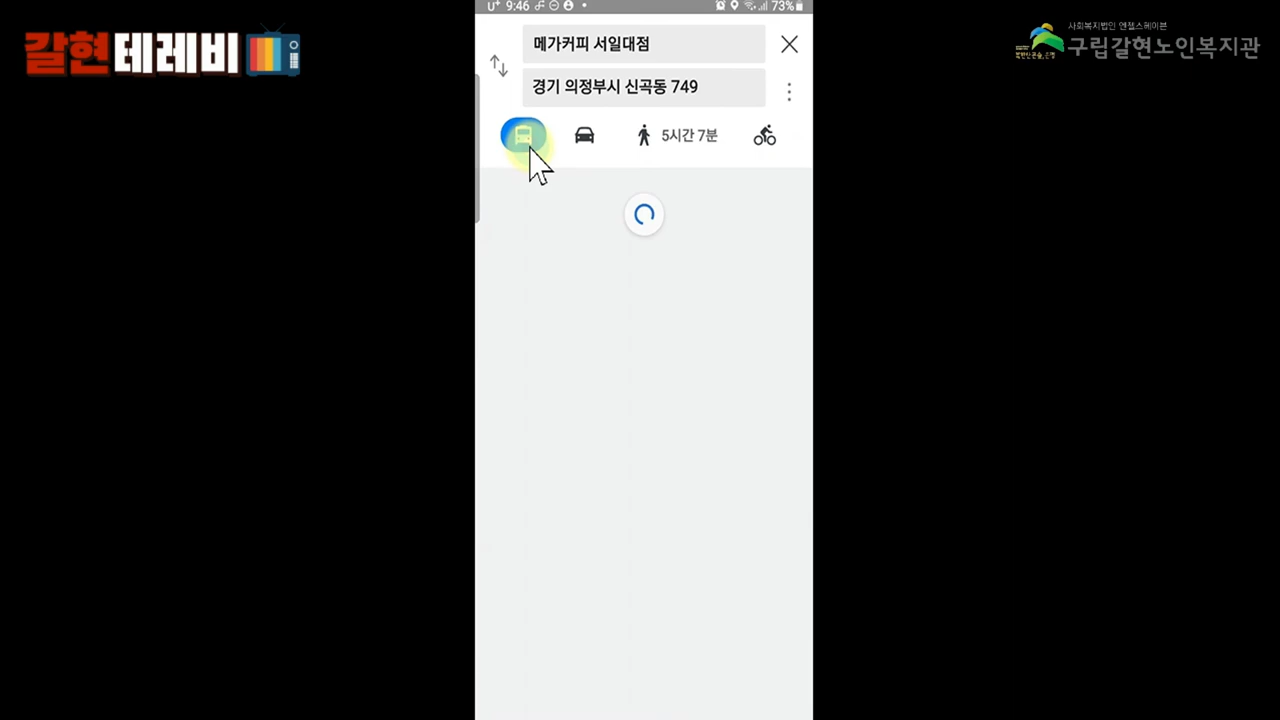 갈현테레비
U+ 9:46
73%
사회복지법인 엔젤스헤이븐
구립갈현노인복지관
메가커피 서일대점
경기 의정부시 신곡동 749
5시간 7분